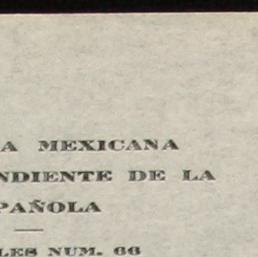 A MEXICANA
NDIENTE DE LA
PAÑOLA
LES NUM. 66